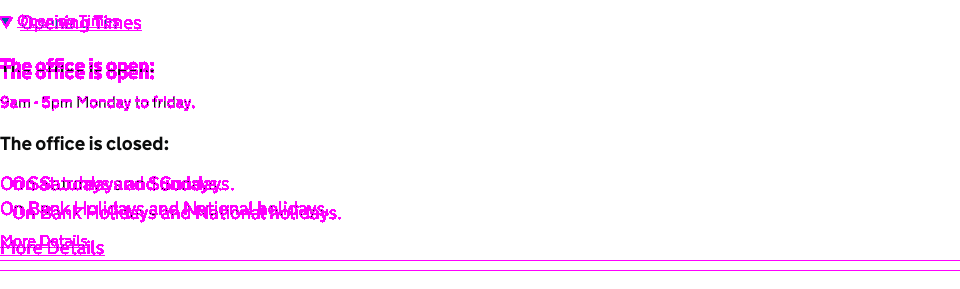 Opening Times
The office is open:
9am - 5pm Monday to friday.
The office is closed:
On Saturdays and Sundays.
On Bank Holidays and National holidays.
More Details